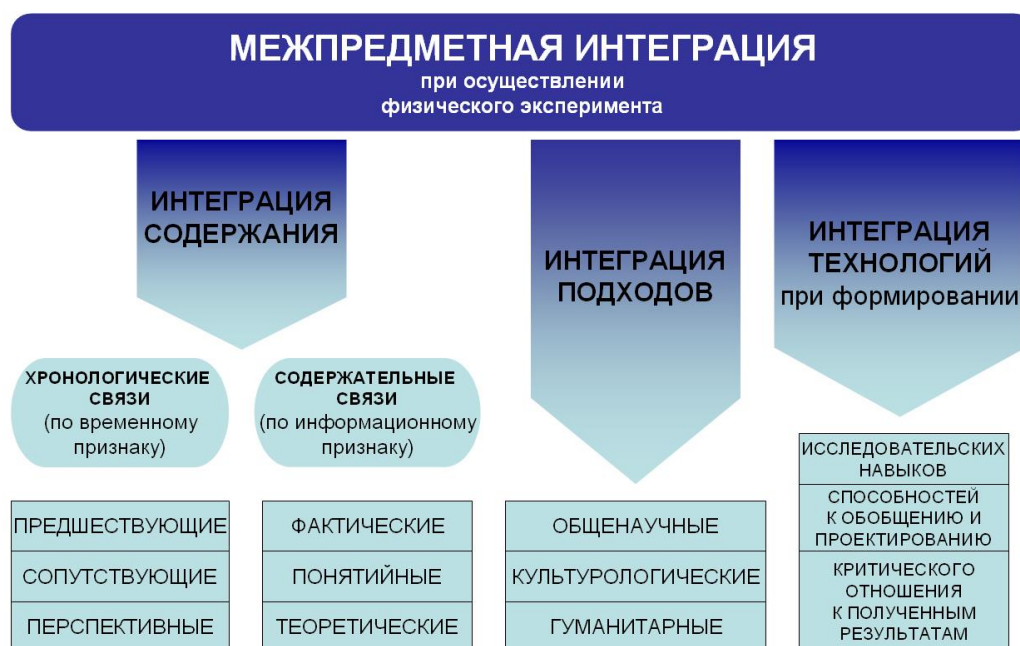 МЕЖПРЕДМЕТНАЯ ИНТЕГРАЦИЯ
при осуществлении
физического эксперимента
ИНТЕГРАЦИЯ
СОДЕРЖАНИЯ
ХРОНОЛОГИЧЕСКИЕ
СВЯЗИ
(по временному
признаку)
СОДЕРЖАТЕЛЬНЫЕ
СВЯЗИ
(по информационному
признаку)
ПРЕДШЕСТВУЮЩИЕ
СОПУТСТВУЮЩИЕ
ПЕРСПЕКТИВНЫЕ
ФАКТИЧЕСКИЕ
ПОНЯТИЙНЫЕ
ТЕОРЕТИЧЕСКИЕ
ИНТЕГРАЦИЯ
ПОДХОДОВ
ОБЩЕНАУЧНЫЕ
КУЛЬТУРОЛОГИЧЕСКИЕ
ГУМАНИТАРНЫЕ
ИНТЕГРАЦИЯ
ТЕХНОЛОГИЙ
при формировании
ИССЛЕДОВАТЕЛЬСКИХ
НАВЫКОВ
СПОСОБНОСТЕЙ
К ОБОБЩЕНИЮ И
ПРОЕКТИРОВАНИЮ
КРИТИЧЕСКОГО
ОТНОШЕНИЯ
К ПОЛУЧЕННЫМ
РЕЗУЛЬТАТАМ